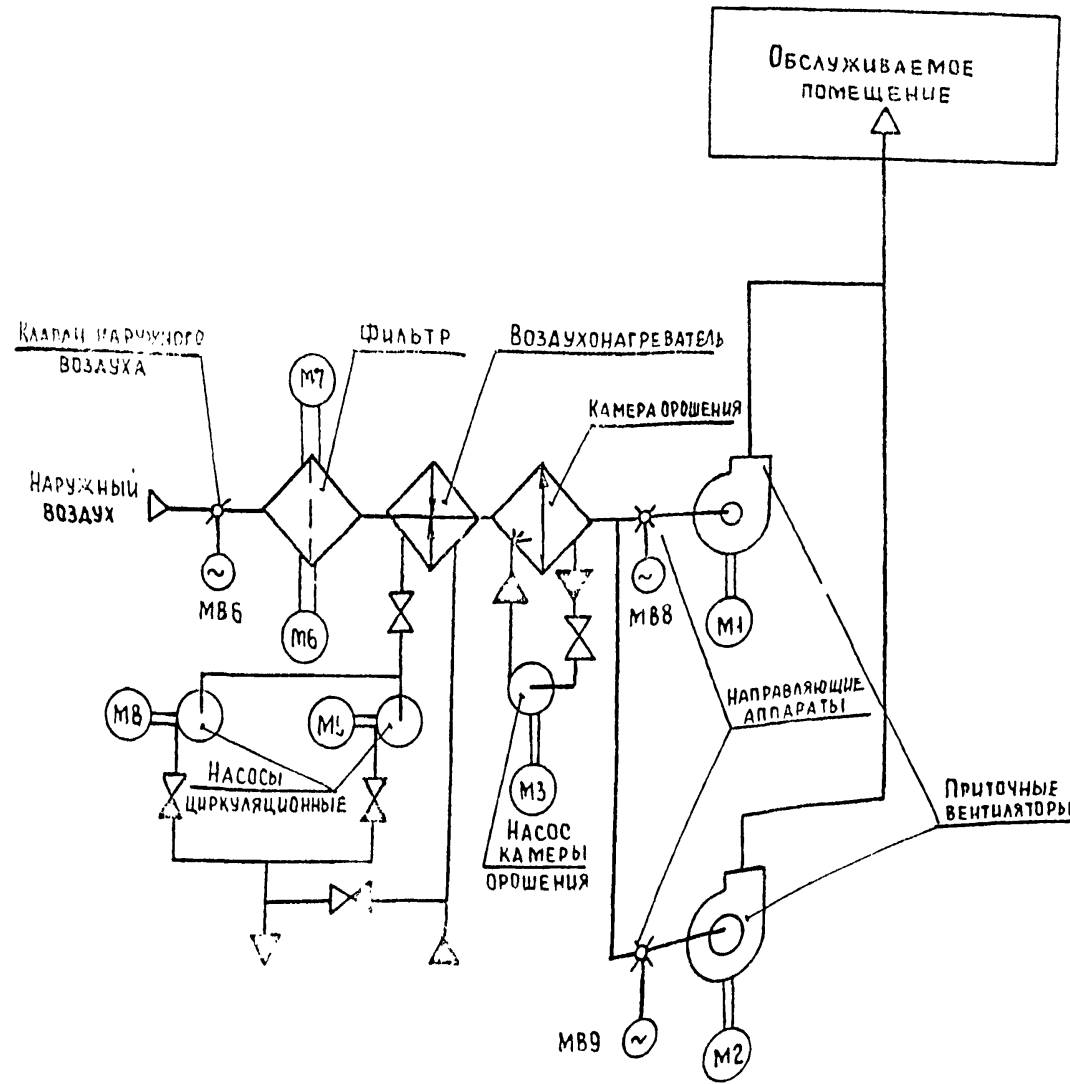 Обслуживаемое
помещение
Клапан наружного
воздуха
Фильтр
Воздухонагреватель
Камера орошения
М7
Наружный
воздух
МВ6
М6
МВ8
М1
Направляющие
аппараты
М8
Насосы
циркуляционные
М3
Насос
камеры
орошения
Приточные
вентиляторы
МВ9
М2